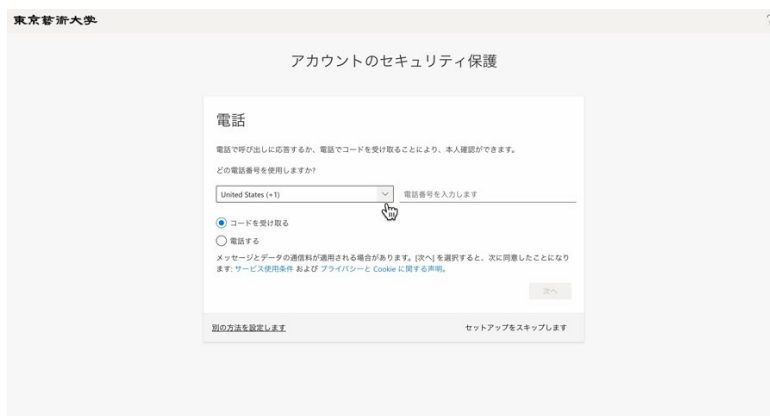 東京藝術大学
アカウントのセキュリティ保護
電話
電話で呼び出しに応答するか、電話でコードを受け取ることにより、本人確認ができます。
どの電話番号を使用しますか?
United States (+1)
電話番号を入力します
コードを受け取る
電話する
メッセージとデータの通信料が適用される場合があります。[次へ] を選択すると、次に同意したことになり
ます: サービス使用条件 および プライバシーと Cookie に関する声明。
次へ
別の方法を設定します
セットアップをスキップします